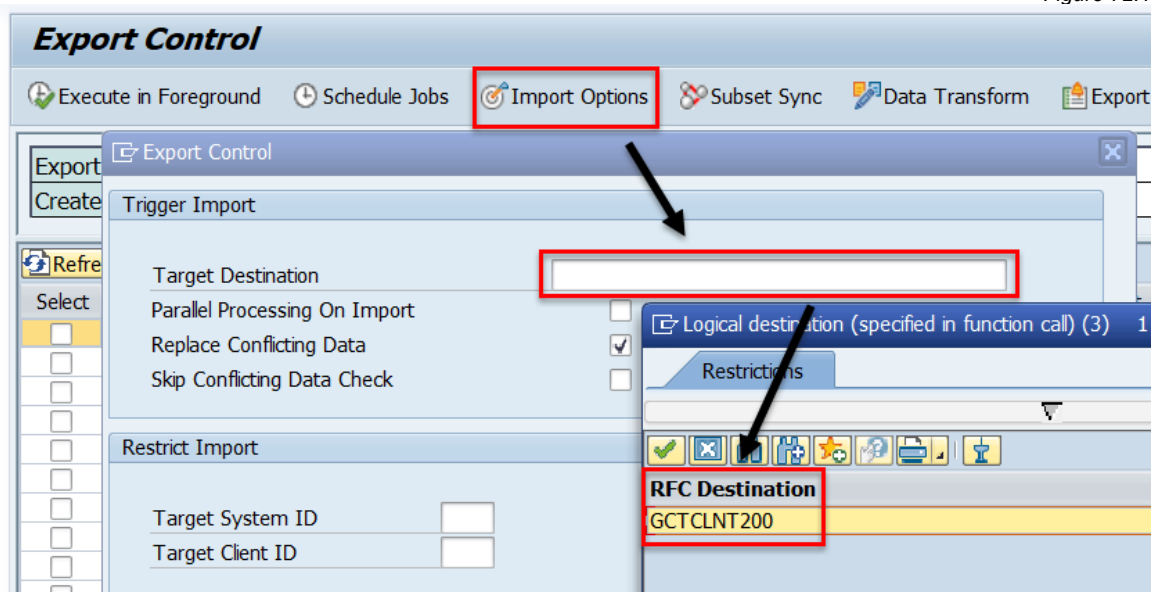 Export Control
Execute in Foreground Schedule Jobs Import Options Subset Sync Data Transform Export
Export Control
Export
Create
Trigger Import
Target Destination
Parallel Processing On Import
Replace Conflicting Data
Skip Conflicting Data Check
Refre
Select
Logical destination (specified in function call) (3) 1
Restrictions
Restrict Import
Target System ID
Target Client ID
RFC Destination
GCTCLNT200